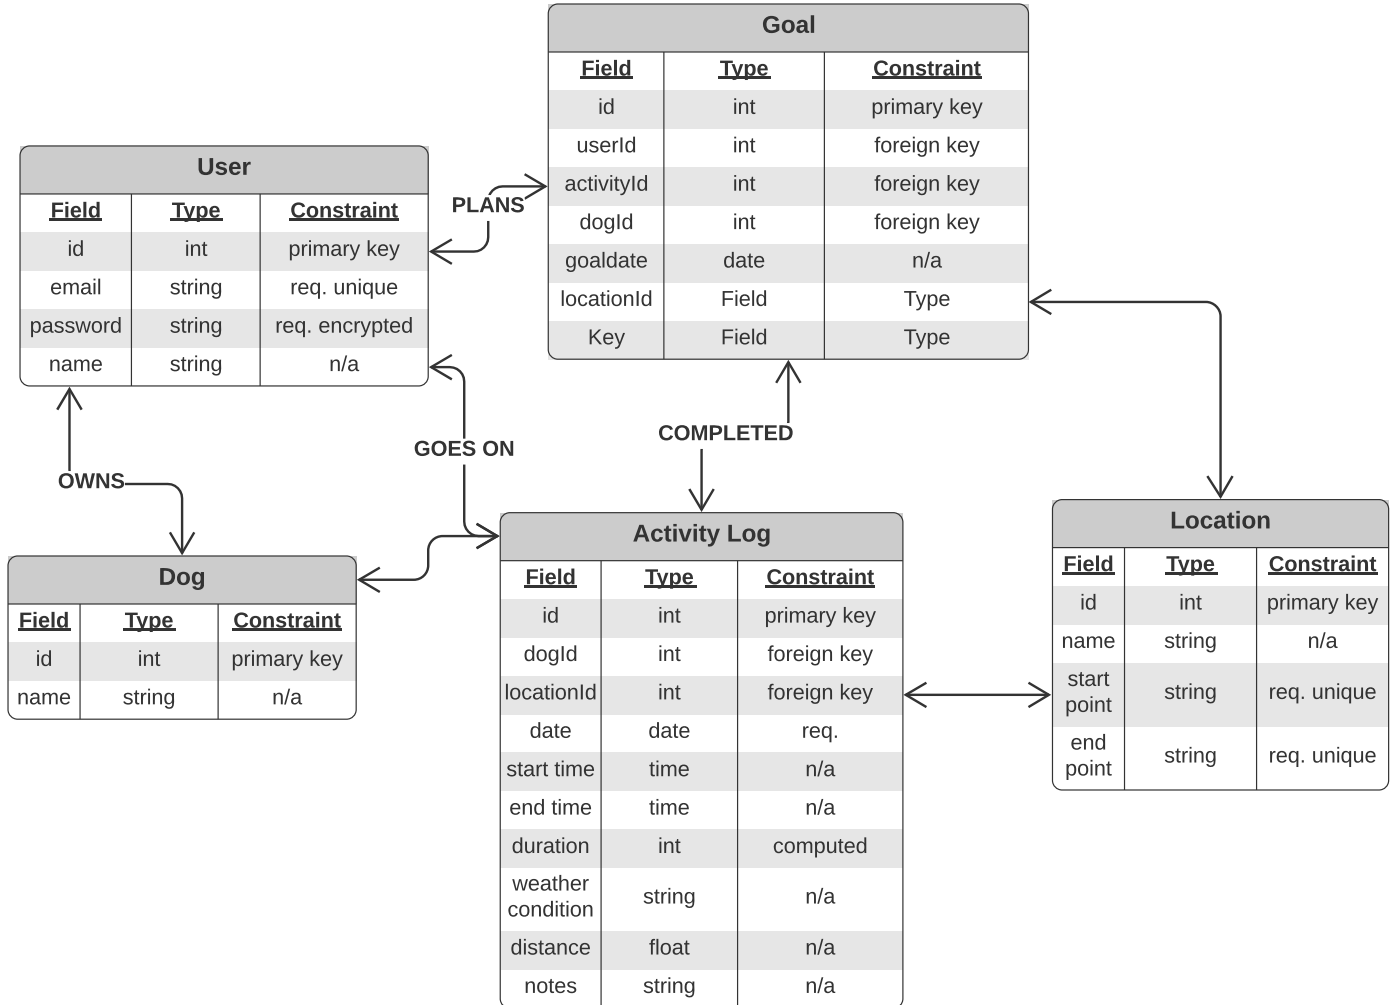 Goal
Field Type Constraint
id int primary key
userId int foreign key
activityId int foreign key
dogId int foreign key
goaldate date n/a
locationId Field Type
Key Field Type
User
Field Type Constraint
id int primary key
email string req. unique
password string req. encrypted
name string n/a
PLANS
GOES ON
COMPLETED
OWNS
Dog
Field Type Constraint
id int primary key
name string n/a
Activity Log
Field Type Constraint
id int primary key
dogId int foreign key
locationId int foreign key
date date req.
start time time n/a
end time time n/a
duration int computed
weather
condition string n/a
distance float n/a
notes string n/a
Location
Field Type Constraint
id int primary key
name string n/a
start
point string req. unique
end
point string req. unique